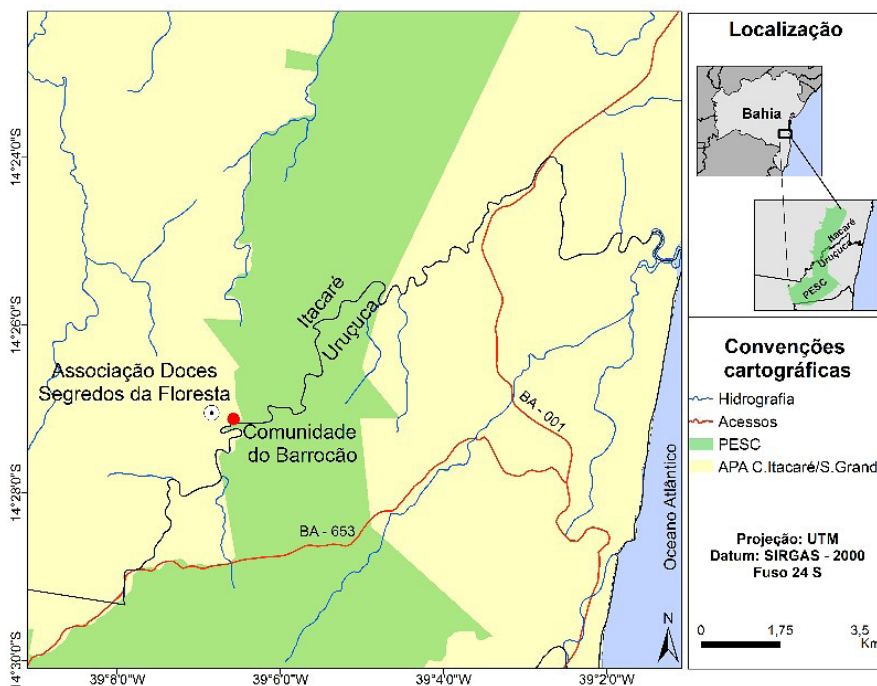 14°24'0"S
14°26'0"S
14°28'0"S
14°30'0"S
Itacaré
Uruçuca
Associação Doces
Segredos da Floresta
Comunidade
do Barrocão
BA - 001
BA - 653
Oceano Atlântico
N
39°8'0"W
39°6'0"W
39°4'0"W
39°2'0"W
Localização
Bahia
Itacaré
Uruçuca
PESC
Convenções
cartográficas
Hidrografia
Acessos
PESC
APA C.Itacaré/S.Grand
Projeção: UTM
Datum: SIRGAS - 2000
Fuso 24 S
0 1,75 3,5
Km